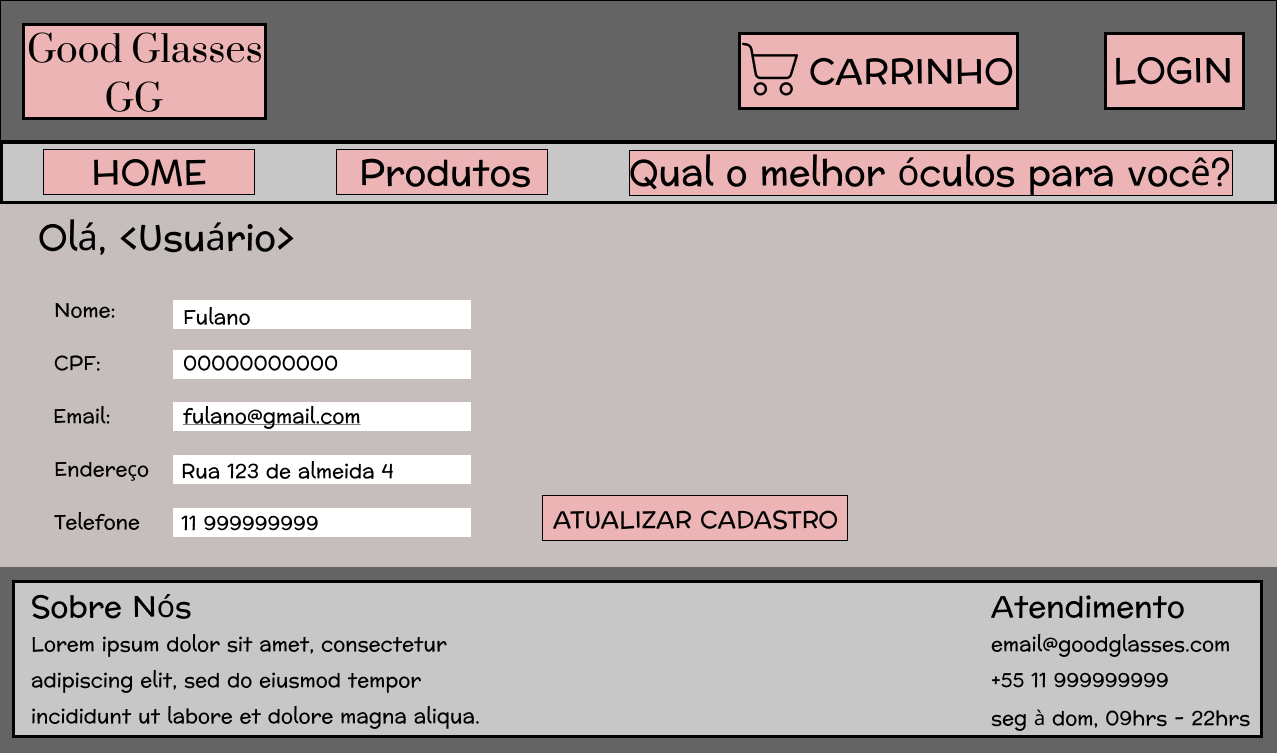 Good Glasses
GG
CARRINHO
LOGIN
HOME
Produtos
Qual o melhor óculos para você?
Olá, <Usuário>
Nome: Fulano
CPF: 00000000000
Email: fulano@gmail.com
Endereço Rua 123 de almeida 4
Telefone 11 999999999
ATUALIZAR CADASTRO
Sobre Nós
Lorem ipsum dolor sit amet, consectetur
adipiscing elit, sed do eiusmod tempor
incididunt ut labore et dolore magna aliqua.
Atendimento
email@goodglasses.com
+55 11 999999999
seg à dom, 09hrs - 22hrs